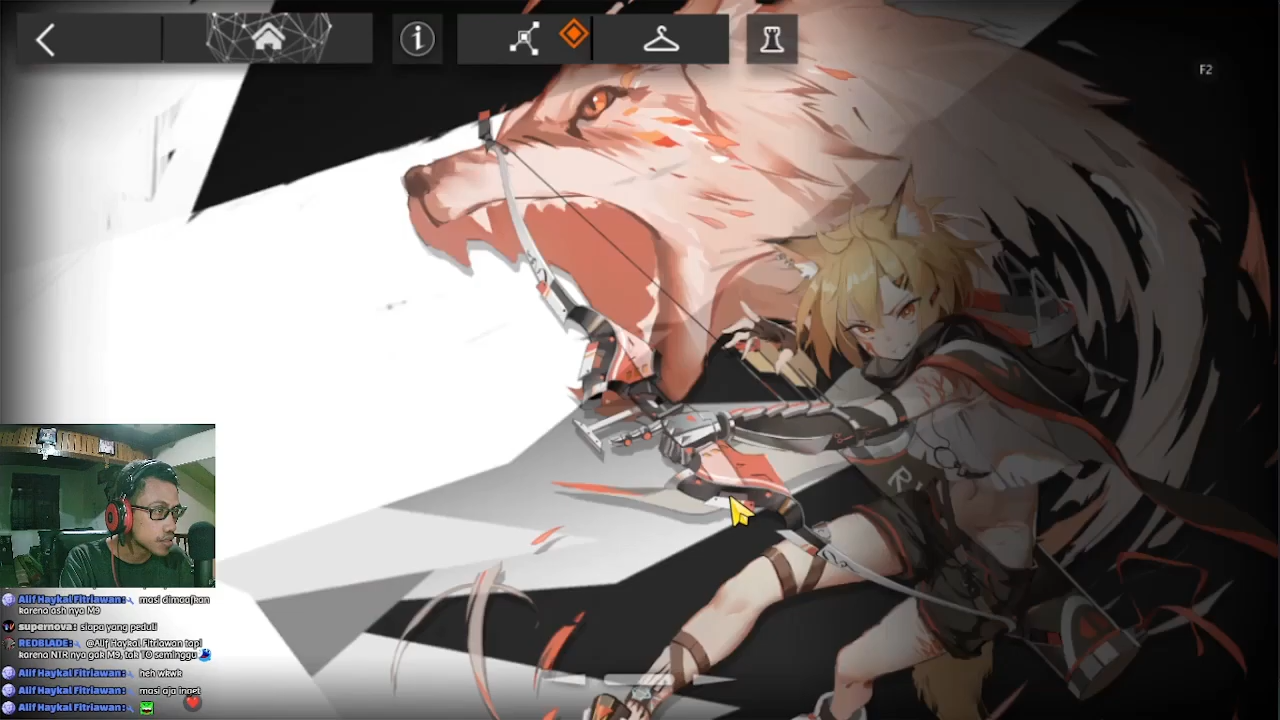 F2
R
Alif Haykal Fitriawan: masi dimaafkan
karena ash nya M9
supernova: siapa yang peduli
REDBLADE: @Alif Haykal Fitriawan tapi
karena NTR nya gak M9, tak TO seminggu
Alif Haykal Fitriawan: heh wkwk
Alif Haykal Fitriawan: masi aja inget
Alif Haykal Fitriawan: